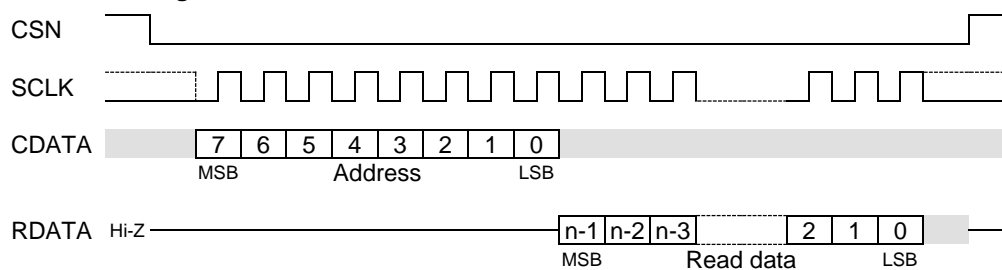 CSN
SCLK
CDATA 7 6 5 4 3 2 1 0
MSB Address LSB
RDATA Hi-Z n-1 n-2 n-3 2 1 0
MSB Read data LSB